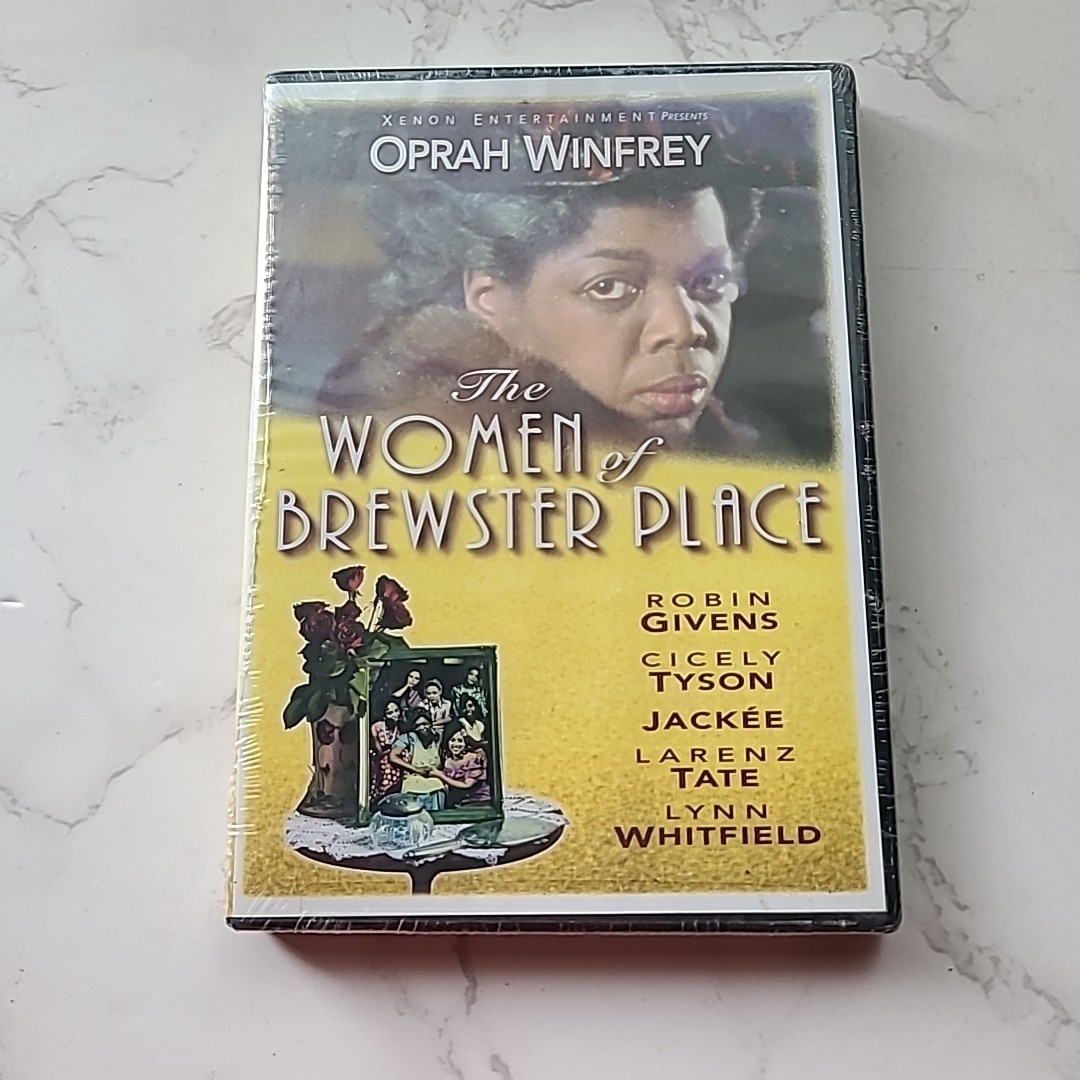 XENON ENTERTAINMENT PRESENTS
OPRAH WINFREY
The
WOMEN of
BREWSTER PLACE
ROBIN
GIVENS
CICELY
TYSON
JACKÉE
LARENZ
TATE
LYNN
WHITFIELD